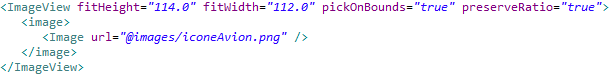 <ImageView fitHeight="114.0" fitWidth="112.0" pickOnBounds="true" preserveRatio="true">
<image>
<Image url="@images/iconeAvion.png" />
</image>
</ImageView>